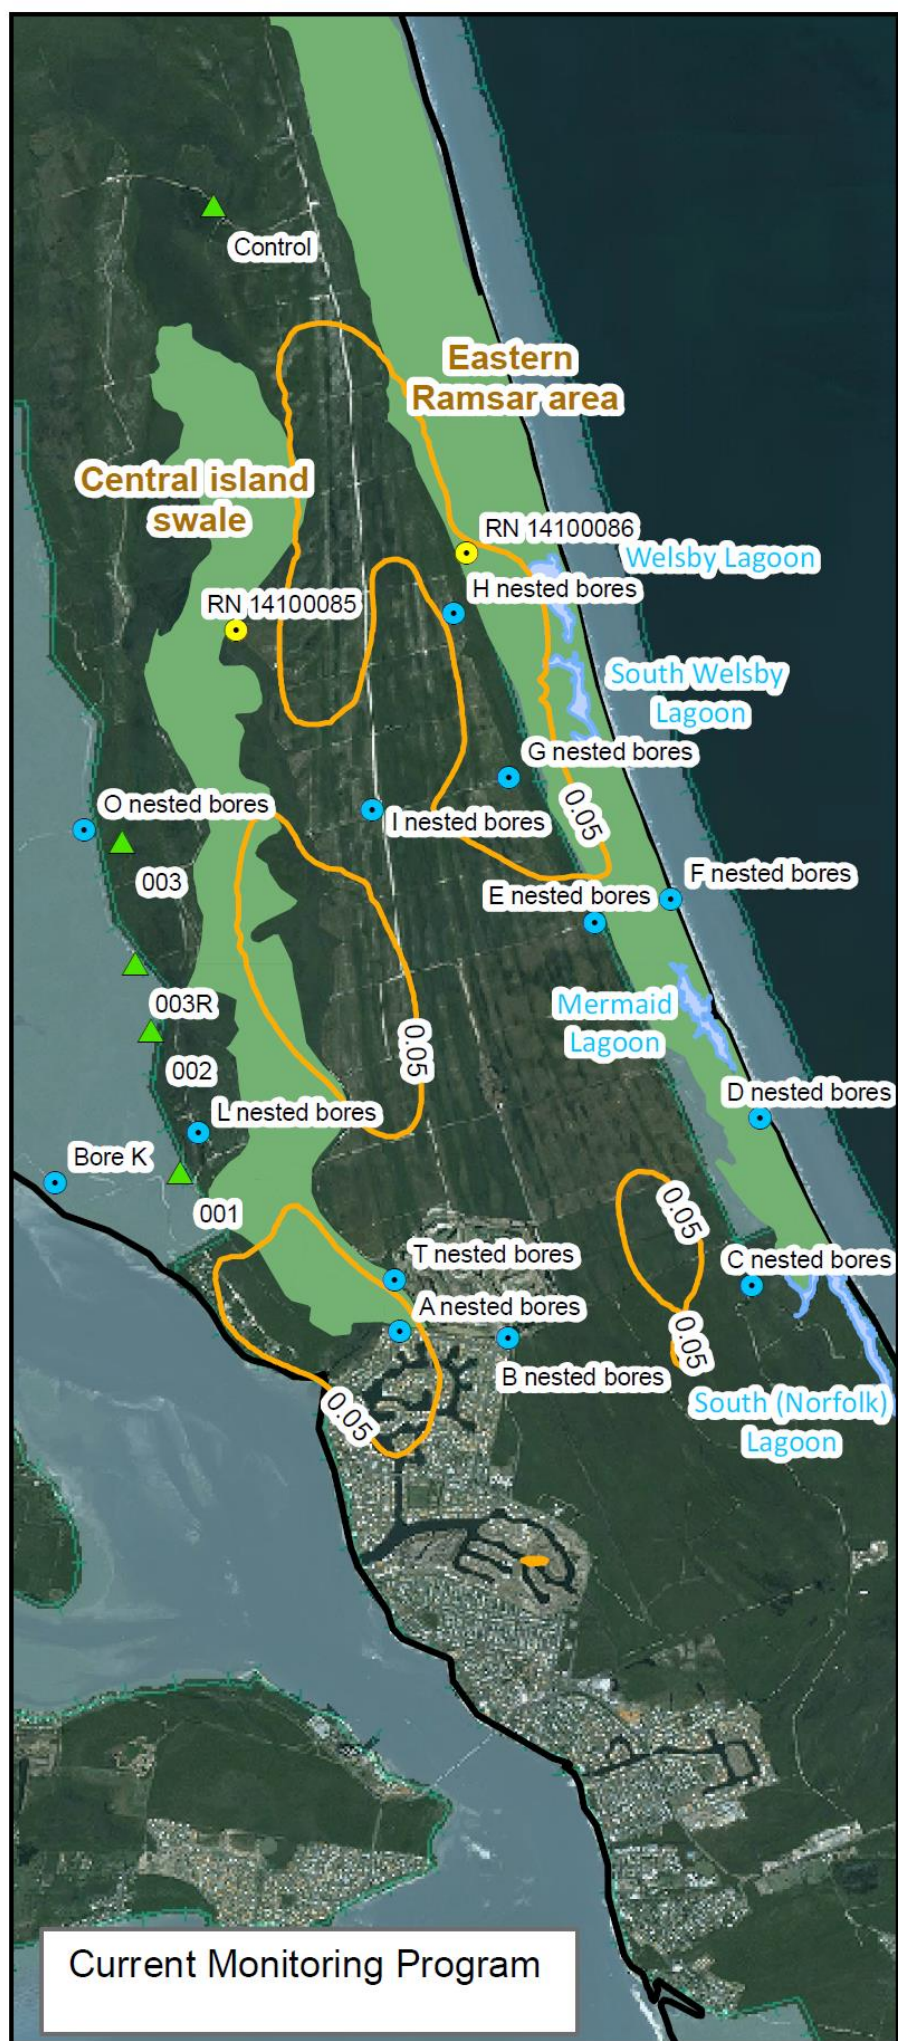 Control
Eastern
Ramsar area
Central island
swale
RN 14100086
Welsby Lagoon
H nested bores
RN 14100085
South Welsby
Lagoon
G nested bores
O nested bores
I nested bores
0.05
003
F nested bores
E nested bores
003R
Mermaid
Lagoon
0.05
002
L nested bores
D nested bores
Bore K
001
0.05
T nested bores
C nested bores
A nested bores
0.05
B nested bores
0.05
South (Norfolk)
Lagoon
Current Monitoring Program